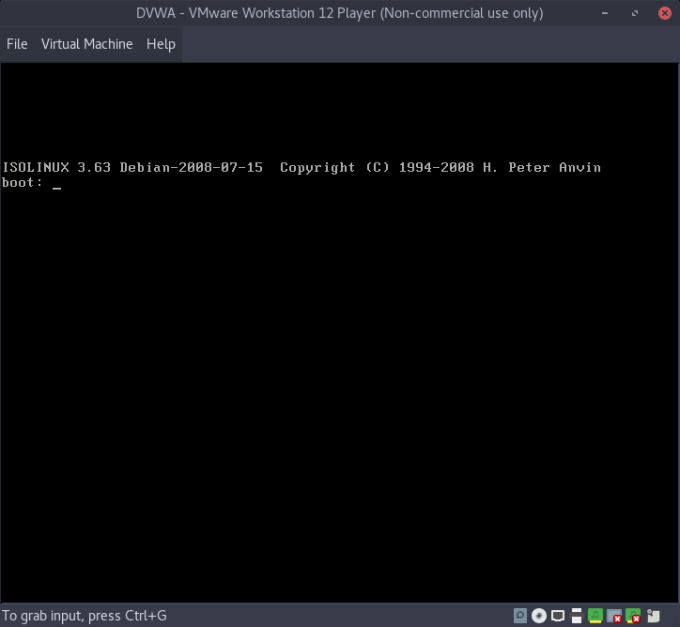 DVWA - VMware Workstation 12 Player (Non-commercial use only)
File Virtual Machine Help
ISOLINUX 3.63 Debian-2008-07-15 Copyright (C) 1994-2008 H. Peter Anvin
boot: _
To grab input, press Ctrl+G